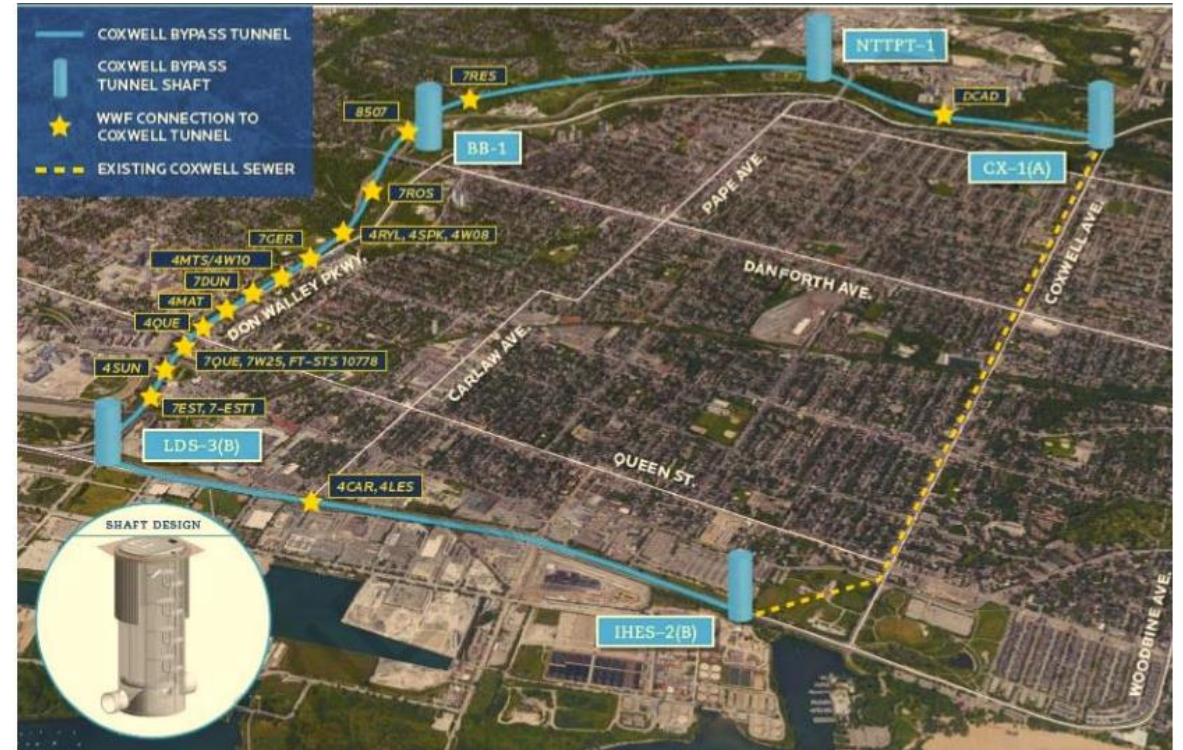 COXWELL BYPASS TUNNEL
COXWELL BYPASS
TUNNEL SHAFT
WWF CONNECTION TO
COXWELL TUNNEL
EXISTING COXWELL SEWER
NTTPT-1
7RES
DCAD
8507
BB-1
CX-1(A)
PAPE AVE.
7ROS
4RYL, 4SPK, 4W08
7GER
4MTS/4W10
7DUN
4MAT
4QUE
DON WALLEY PKWY.
DANFORTH AVE.
COXWELL AVE.
7QUE, 7W25, FT-STS 10778
4SUN
CARLAW AVE.
7EST, 7-EST1
LDS-3(B)
QUEEN ST.
4CAR, 4LES
SHAFT DESIGN
IHES-2(B)
WOODBINE AVE.